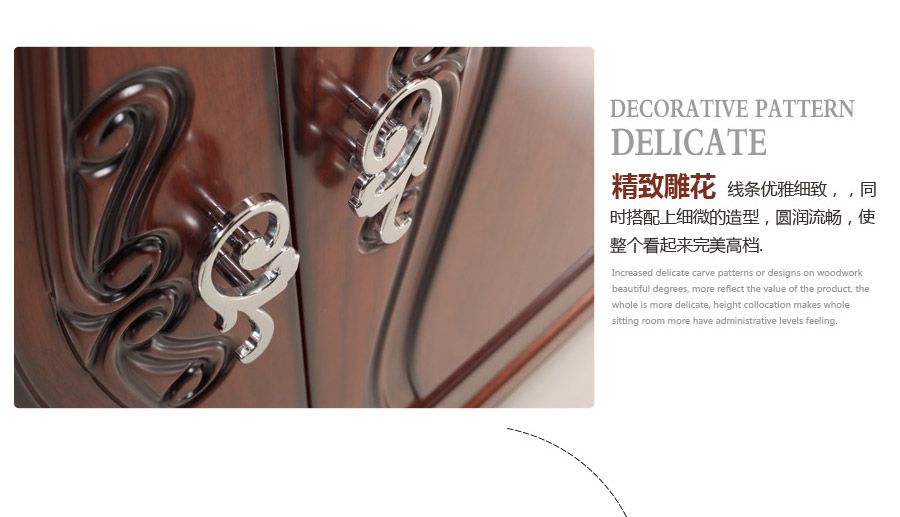 DECORATIVE PATTERN
DELICATE
精致雕花 线条优雅细致，，同
时搭配上细微的造型，圆润流畅，使
整个看起来完美高档.
Increased delicate carve patterns or designs on woodwork
beautiful degrees, more reflect the value of the product, the
whole is more delicate, height collocation makes whole
sitting room more have administrative levels feeling.